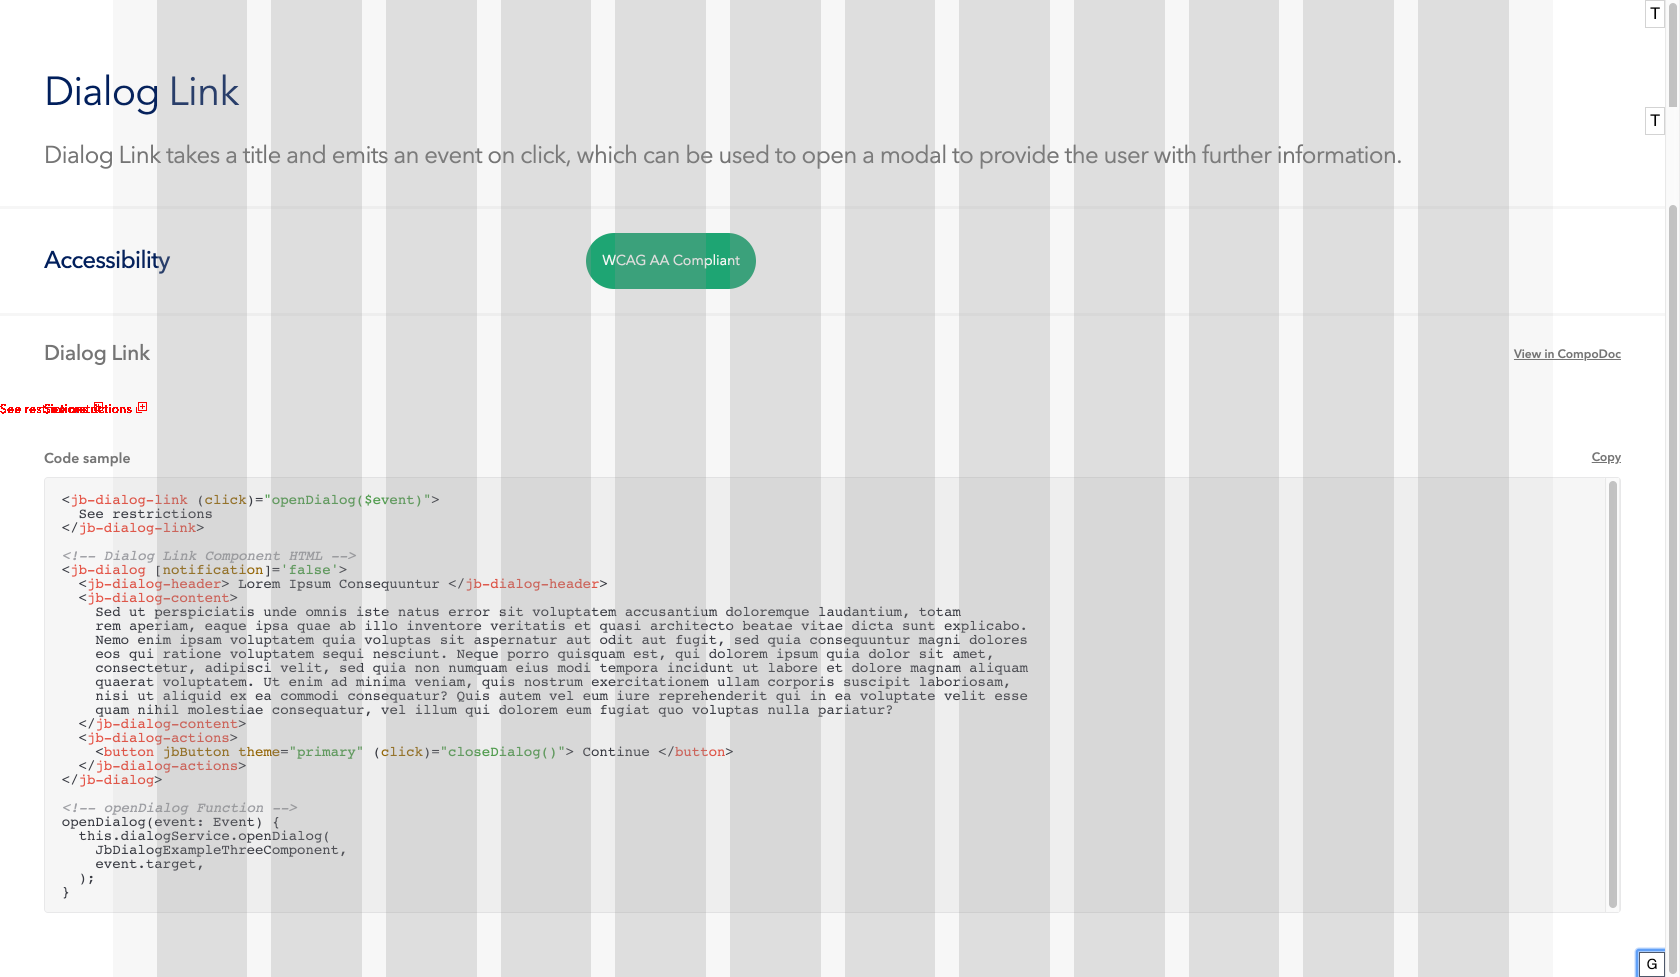 T
Dialog Link
T
Dialog Link takes a title and emits an event on click, which can be used to open a modal to provide the user with further information.
Accessibility
WCAG AA Compliant
Dialog Link
View in CompoDoc
See restrictions
Code sample
Copy
<jb-dialog-link (click)="openDialog($event)">
  See restrictions
</jb-dialog-link>
<!-- Dialog Link Component HTML -->
<jb-dialog [notification]='false'>
  <jb-dialog-header> Lorem Ipsum Consequuntur </jb-dialog-header>
  <jb-dialog-content>
    Sed ut perspiciatis unde omnis iste natus error sit voluptatem accusantium doloremque laudantium, totam
    rem aperiam, eaque ipsa quae ab illo inventore veritatis et quasi architecto beatae vitae dicta sunt explicabo.
    Nemo enim ipsam voluptatem quia voluptas sit aspernatur aut odit aut fugit, sed quia consequuntur magni dolores
    eos qui ratione voluptatem sequi nesciunt. Neque porro quisquam est, qui dolorem ipsum quia dolor sit amet,
    consectetur, adipisci velit, sed quia non numquam eius modi tempora incidunt ut labore et dolore magnam aliquam
    quaerat voluptatem. Ut enim ad minima veniam, quis nostrum exercitationem ullam corporis suscipit laboriosam,
    nisi ut aliquid ex ea commodi consequatur? Quis autem vel eum iure reprehenderit qui in ea voluptate velit esse
    quam nihil molestiae consequatur, vel illum qui dolorem eum fugiat quo voluptas nulla pariatur?
  </jb-dialog-content>
  <jb-dialog-actions>
    <button jbButton theme="primary" (click)="closeDialog()"> Continue </button>
  </jb-dialog-actions>
</jb-dialog>
<!-- openDialog Function -->
openDialog(event: Event) {
  this.dialogService.openDialog(
    JbDialogExampleThreeComponent,
    event.target,
  );
}
G